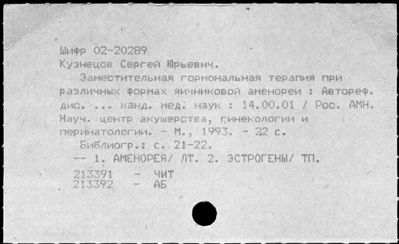 Шифр 02-20289
Кузнецов Сергей Юрьевич.
Заместительная гормональная терапия при
различных формах яичниковой аменореи : Автореф.
дис. ... канд. мед. наук : 14.00.01 / Рос. АМН.
Науч. центр акушерства, гинекологии и
перинатологии. - М., 1993. - 22 с.
Библиогр.: с. 21-22.
-- 1. АМЕНОРЕЯ/ ЛТ. 2. ЭСТРОГЕНЫ/ ТП.
213391 - ЧИТ
213392 - АБ